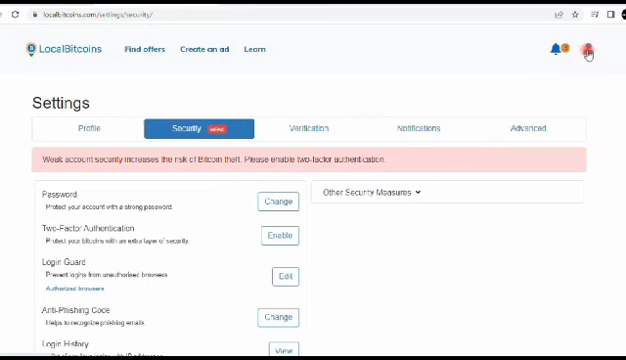 localbitcoins.com/settings/security/
LocalBitcoins
Find offers
Create an ad
Learn
Settings
Profile
Security
Verification
Notifications
Advanced
Weak account security increases the risk of Bitcoin theft. Please enable two-factor authentication.
Password
Protect your account with a strong password.
Change
Other Security Measures
Two-Factor Authentication
Protect your bitcoins with an extra layer of security.
Enable
Login Guard
Prevent logins from unauthorised browsers
Authorized browsers
Edit
Anti-Phishing Code
Helps to recognize phishing emails.
Change
Login History
View